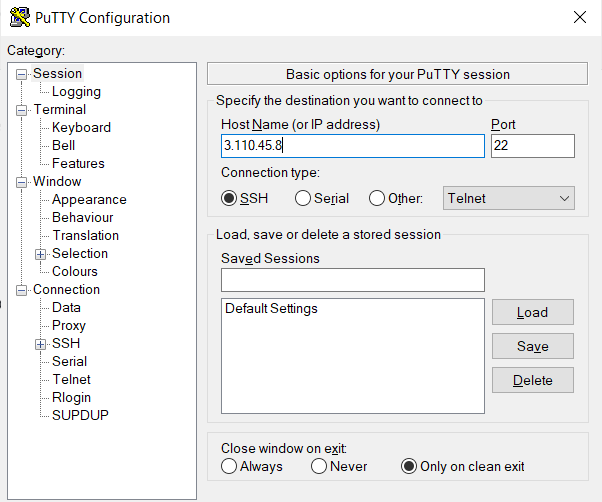 PuTTY Configuration
Category:
Session
Logging
Terminal
Keyboard
Bell
Features
Window
Appearance
Behaviour
Translation
Selection
Colours
Connection
Data
Proxy
SSH
Serial
Telnet
Rlogin
SUPDUP
Basic options for your PuTTY session
Specify the destination you want to connect to
Host Name (or IP address) Port
3.110.45.8 22
Connection type:
SSH Serial Other: Telnet
Load, save or delete a stored session
Saved Sessions
Default Settings
Load
Save
Delete
Close window on exit:
Always Never Only on clean exit